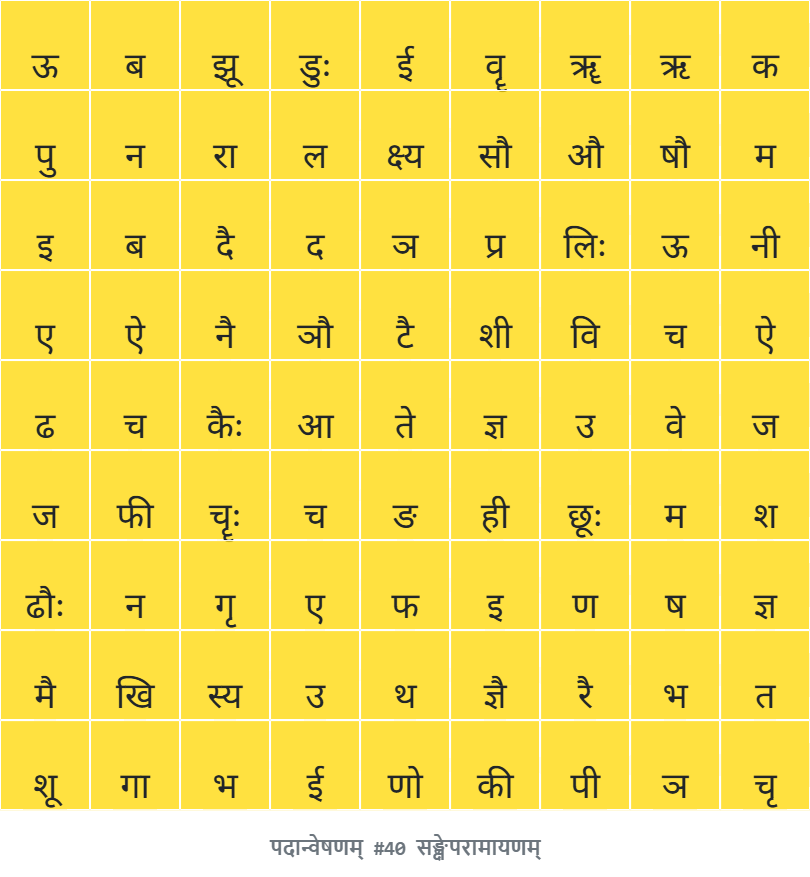 ऊ ब झू डुः ई वॄ ॠ ऋ क
पु न रा ल क्ष्य सौ औ षौ म
इ ब दै द ञ प्र लिः ऊ नी
ए ऐ नै ञौ टै शी वि च ऐ
ढ च कैः आ ते ज्ञ उ वे ज
ज फी चॄः च ङ ही छूः म श
ढौः न गृ ए फ इ ण ष ज्ञ
मै खि स्य उ थ ज्ञै रै भ त
शू गा भ ई णो की पी ञ चृ
पदान्वेषणम् #40 सङ्क्षेपरामायणम्